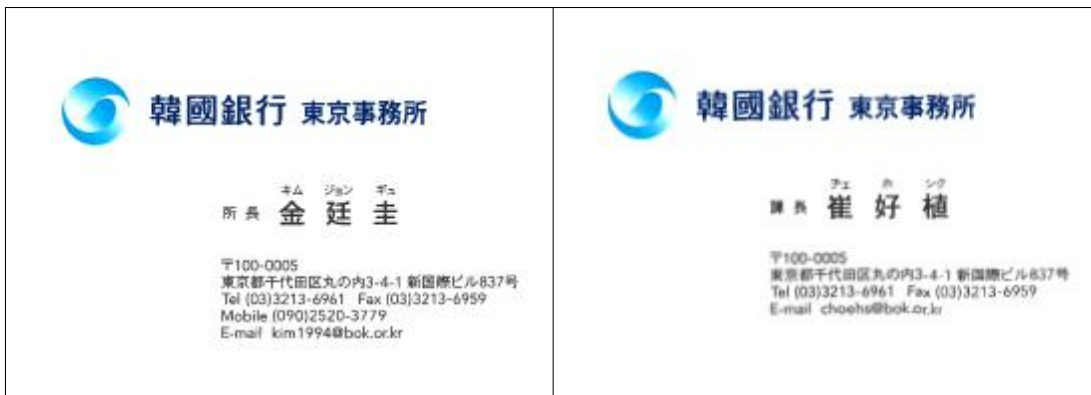 韓國銀行 東京事務所
キム ジョン ギュ
所長 金 廷 圭
〒100-0005
東京都千代田区丸の内3-4-1 新国際ビル837号
Tel (03)3213-6961 Fax (03)3213-6959
Mobile (090)2520-3779
E-mail kim1994@bok.or.kr
韓國銀行 東京事務所
チェ ホ シク
課長 崔 好 植
〒100-0005
東京都千代田区丸の内3-4-1 新国際ビル837号
Tel (03)3213-6961 Fax (03)3213-6959
E-mail choehs@bok.or.kr